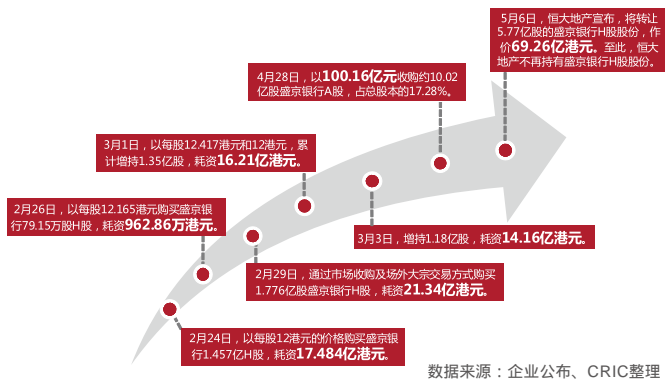 5月6日，恒大地产宣布，将转让
5.77亿股的盛京银行H股股份，作
价69.26亿港元。至此，恒大
地产不再持有盛京银行H股股份。
4月28日，以100.16亿元收购约10.02
亿股盛京银行A股，占总股本的17.28%。
3月1日，以每股12.417港元和12港元，累
计增持1.35亿股，耗资16.21亿港元。
2月26日，以每股12.165港元购买盛京银
行79.15万股H股，耗资962.86万港元。
3月3日，增持1.18亿股，耗资14.16亿港元。
2月29日，通过市场收购及场外大宗交易方式购买
1.776亿股盛京银行H股，耗资21.34亿港元。
2月24日，以每股12港元的价格购买盛京银
行1.457亿H股，耗资17.484亿港元。
数据来源：企业公布、CRIC整理